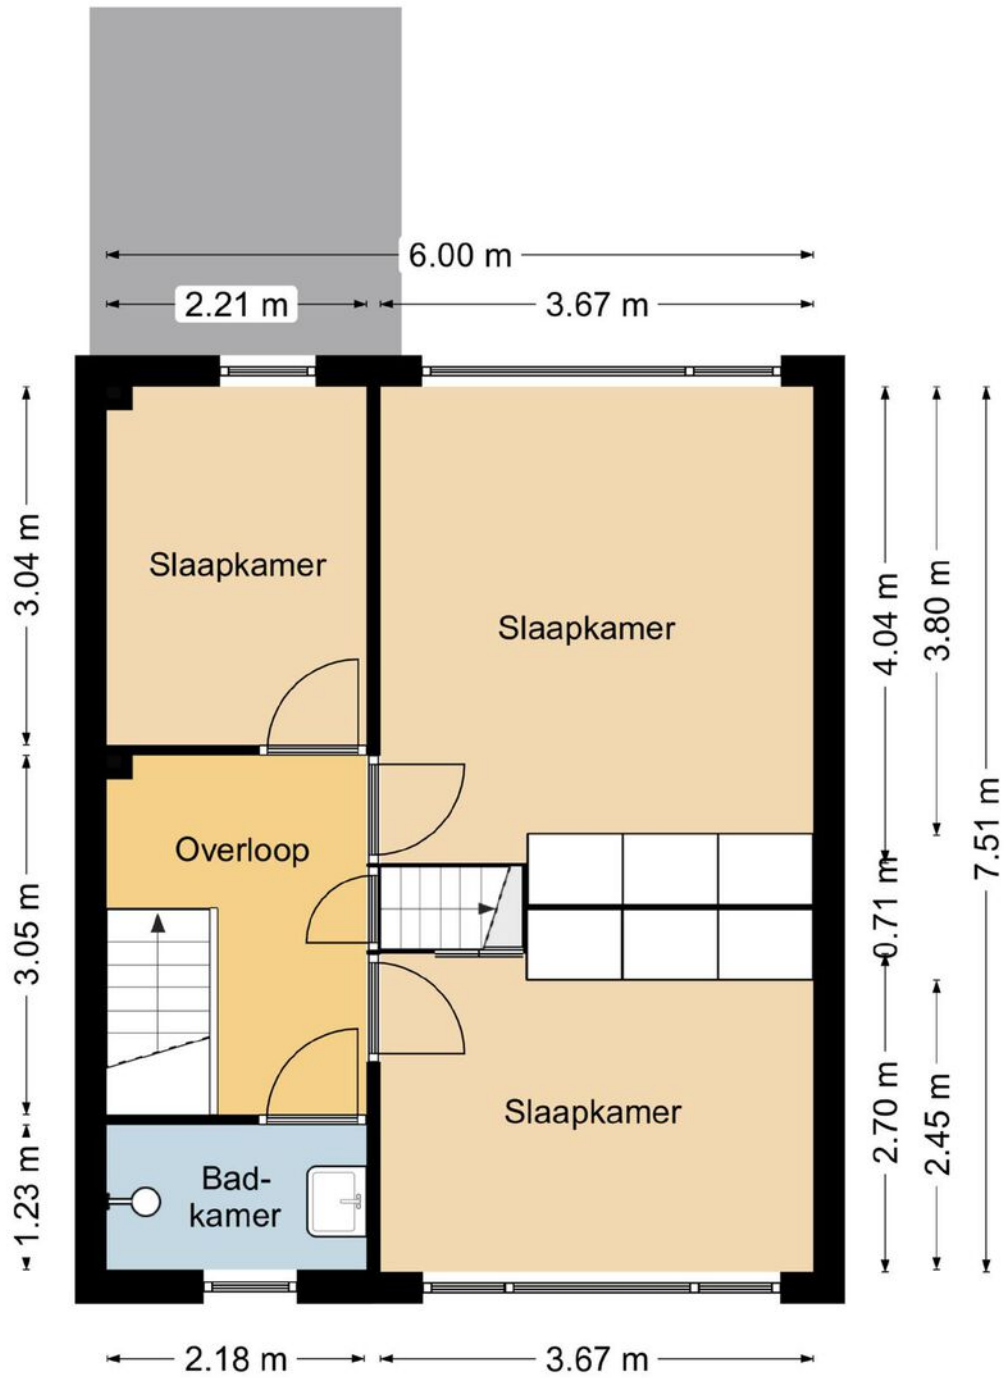 6.00 m
2.21 m
3.67 m
3.04 m
Slaapkamer
Slaapkamer
4.04 m
3.80 m
7.51 m
Overloop
0.71 m
3.05 m
Slaapkamer
2.70 m
2.45 m
1.23 m
Bad-
kamer
2.18 m
3.67 m